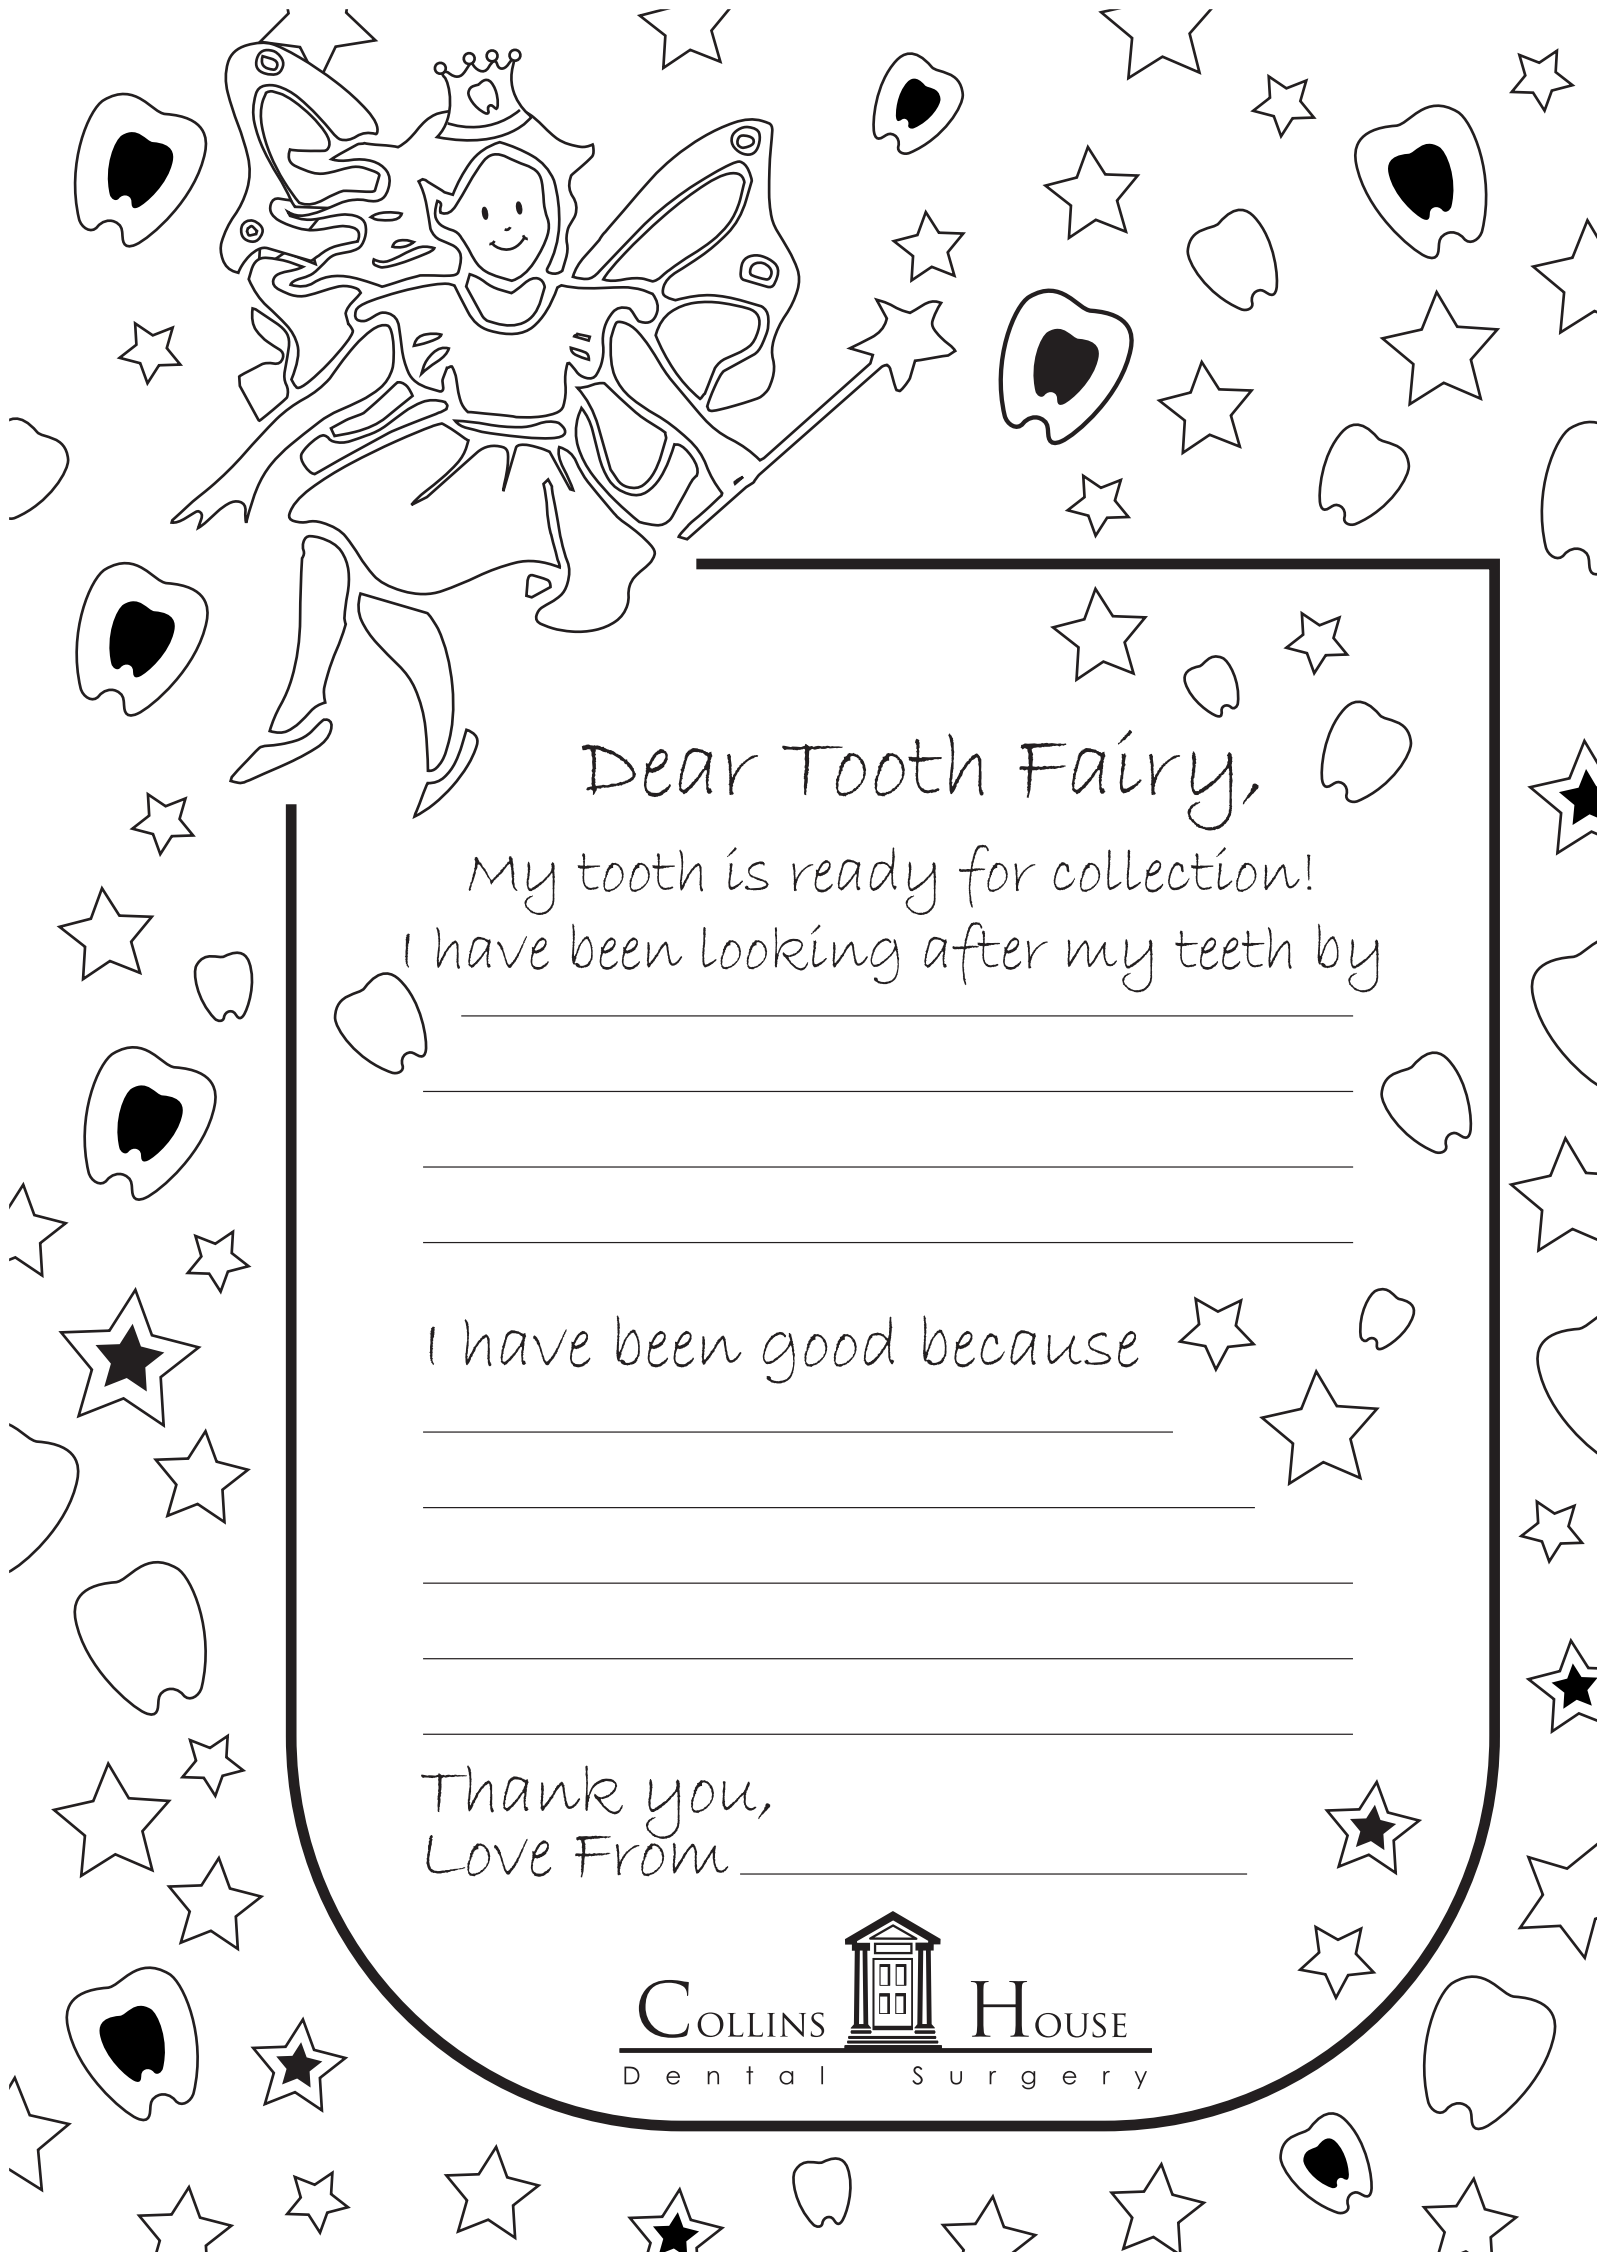 Dear Tooth Fairy,
My tooth is ready for collection!
I have been looking after my teeth by
I have been good because
Thank you,
Love From
COLLINS HOUSE
Dental Surgery